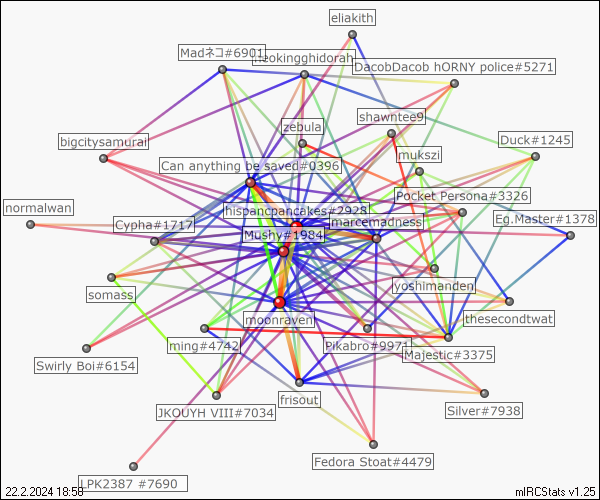 eliakith
Madネコ#6901
neokingghidorah
DacobDacob hORNY police#5271
shawntee9
zebula
bigcitysamurai
Duck#1245
mukszi
Can anything be saved#0396
Pocket Persona#3326
normalwan
hispancpancakes#2928
Eg.Master#1378
Cypha#1717
marcemadness
Mushy#1984
somass
yoshimanden
moonraven
thesecondtwat
ming#4742
Pikabro#9971
Majestic#3375
Swirly Boi#6154
JKOUYH VIII#7034
frisout
Silver#7938
Fedora Stoat#4479
LPK2387 #7690
22.2.2024 18:58
mIRCStats v1.25